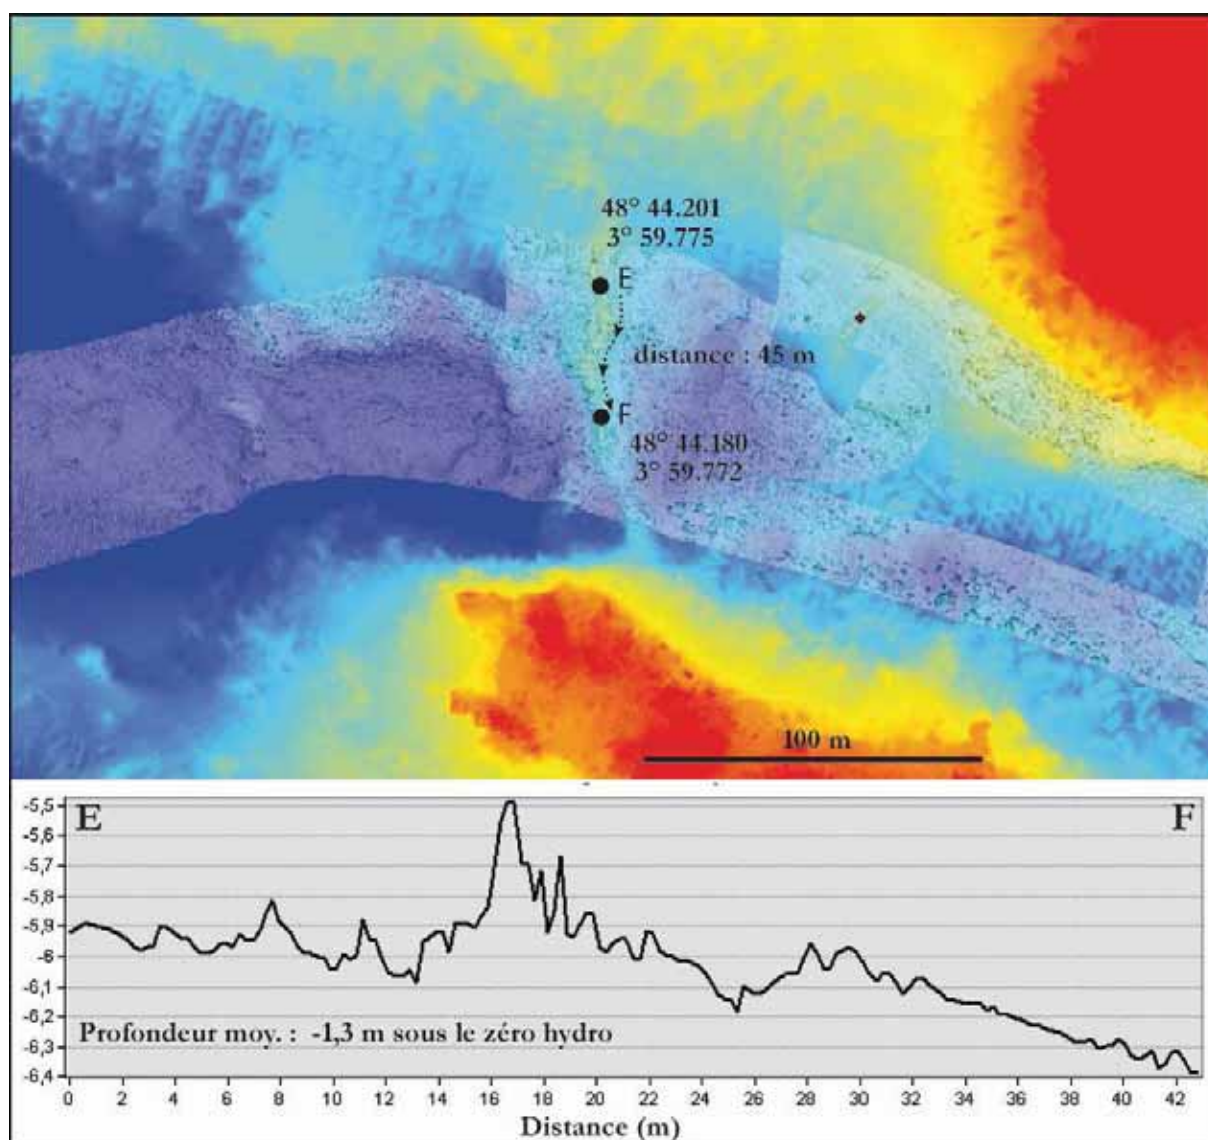 48° 44.201
3° 59.775
E
distance : 45 m
F
48° 44.180
3° 59.772
100 m
E
F
-5,5
-5,6
-5,7
-5,8
-5,9
-6
-6,1
-6,2
-6,3
-6,4
Profondeur moy. : -1,3 m sous le zéro hydro
0 2 4 6 8 10 12 14 16 18 20 22 24 26 28 30 32 34 36 38 40 42
Distance (m)